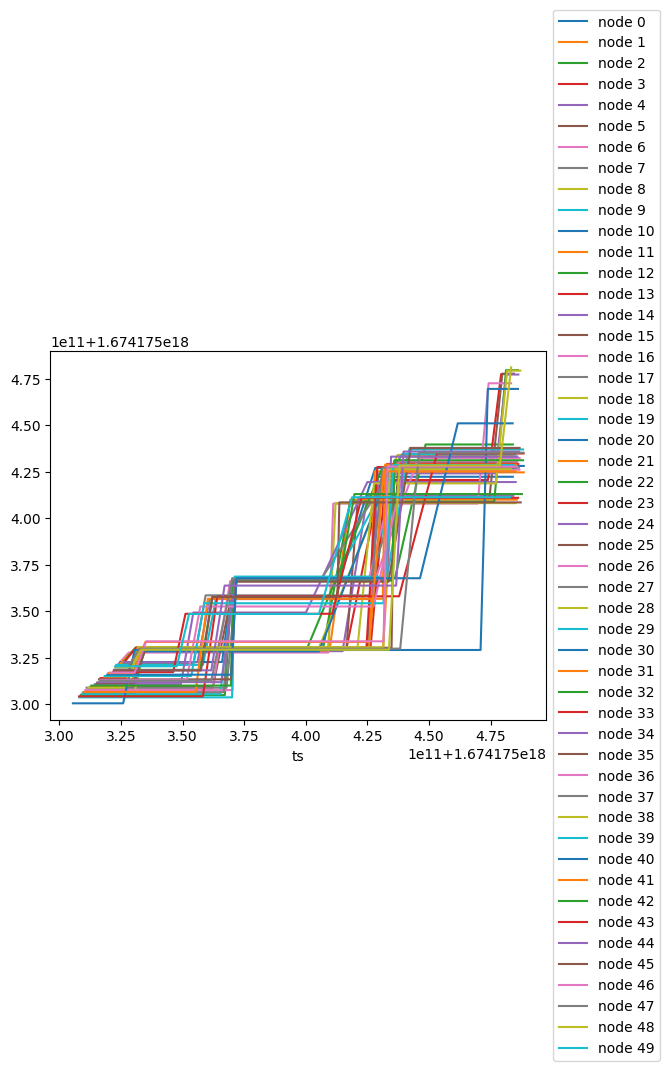 1e11+1.674175e18
4.75
4.50
4.25
4.00
3.75
3.50
3.25
3.00
3.00
3.25
3.50
3.75
4.00
4.25
4.50
4.75
ts
1e11+1.674175e18
node 0
node 1
node 2
node 3
node 4
node 5
node 6
node 7
node 8
node 9
node 10
node 11
node 12
node 13
node 14
node 15
node 16
node 17
node 18
node 19
node 20
node 21
node 22
node 23
node 24
node 25
node 26
node 27
node 28
node 29
node 30
node 31
node 32
node 33
node 34
node 35
node 36
node 37
node 38
node 39
node 40
node 41
node 42
node 43
node 44
node 45
node 46
node 47
node 48
node 49